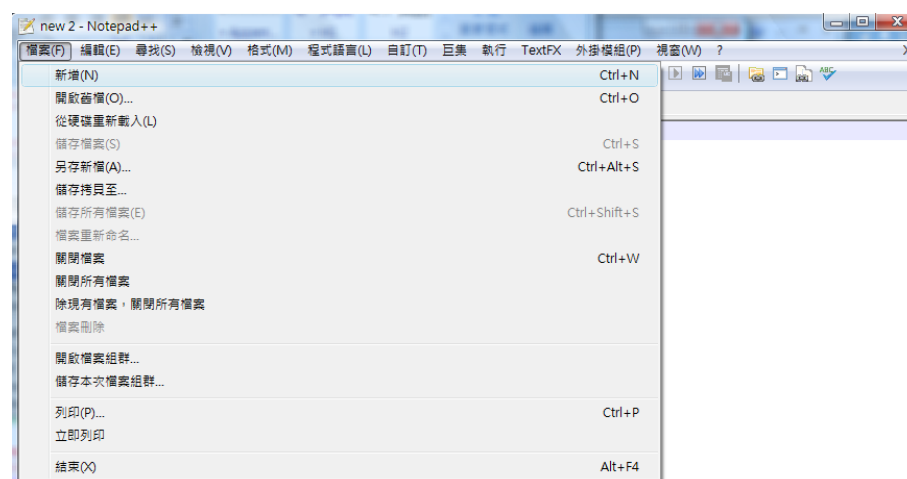 new 2 - Notepad++
檔案(F) 編輯(E) 尋找(S) 檢視(V) 格式(M) 程式語言(L) 自訂(T) 巨集 執行 TextFX 外掛模組(P) 視窗(W) ? X
新增(N) Ctrl+N
開啟舊檔(O)... Ctrl+O
從硬碟重新載入(L)
儲存檔案(S) Ctrl+S
另存新檔(A)... Ctrl+Alt+S
儲存拷貝至...
儲存所有檔案(E) Ctrl+Shift+S
檔案重新命名...
關閉檔案 Ctrl+W
關閉所有檔案
除現有檔案，關閉所有檔案
檔案刪除
開啟檔案組群...
儲存本次檔案組群...
列印(P)... Ctrl+P
立即列印
結束(X) Alt+F4